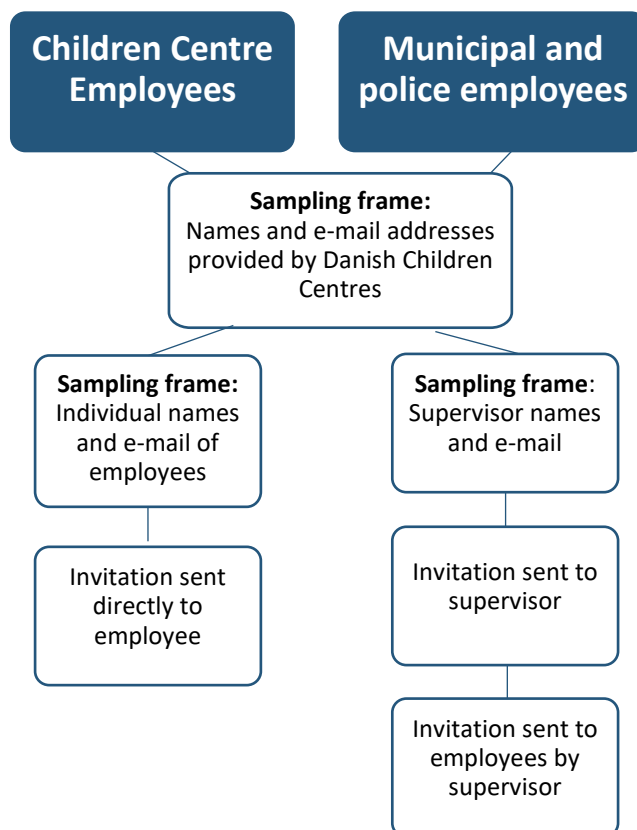 Children Centre
Employees
Municipal and
police employees
Sampling frame:
Names and e-mail addresses
provided by Danish Children
Centres
Sampling frame:
Individual names
and e-mail of
employees
Sampling frame:
Supervisor names
and e-mail
Invitation sent
directly to
employee
Invitation sent to
supervisor
Invitation sent to
employees by
supervisor